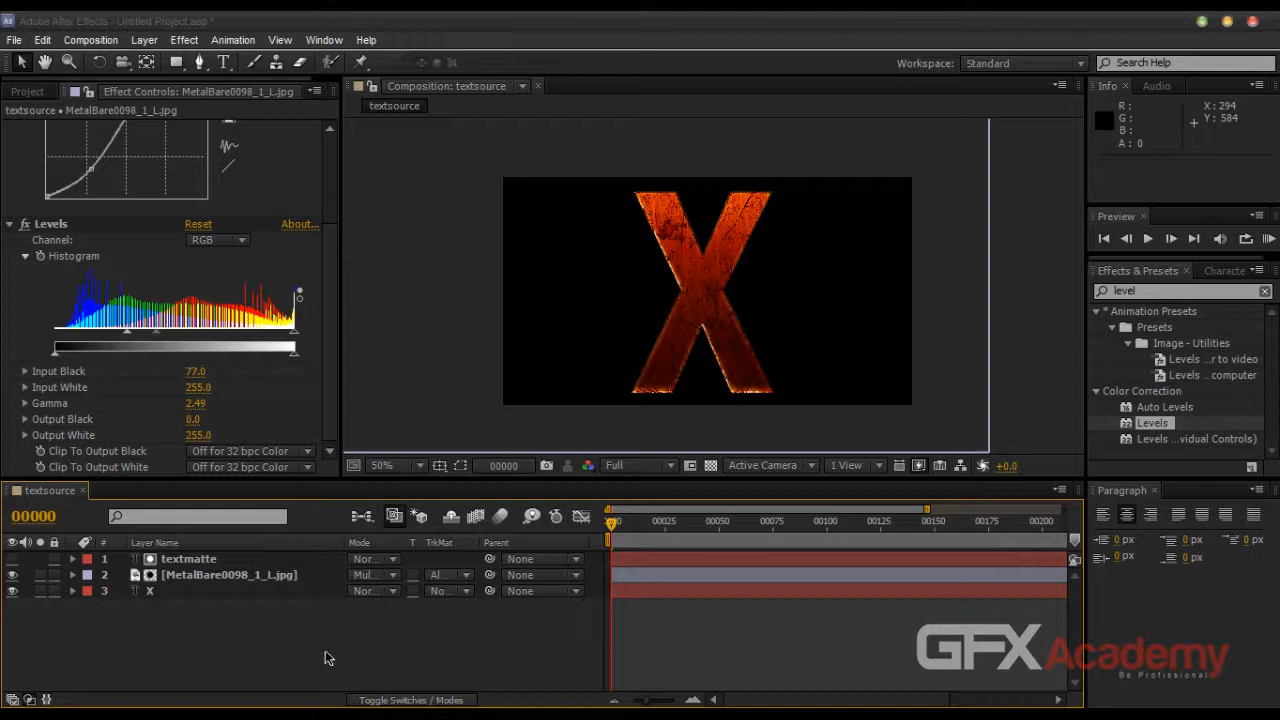 Adobe After Effects - Untitled Project.aep *
File Edit Composition Layer Effect Animation View Window Help
Workspace: Standard Search Help
Project Effect Controls: MetalBare0098_1_L.jpg
textsource • MetalBare0098_1_L.jpg
Levels Reset About...
Channel: RGB
Histogram
Input Black 77.0
Input White 255.0
Gamma 2.49
Output Black 0.0
Output White 255.0
Clip To Output Black Off for 32 bpc Color
Clip To Output White Off for 32 bpc Color
Composition: textsource
textsource
X
50% 00000 Full Active Camera 1 View +0.0
Info Audio
R: X: 294
G: Y: 584
B:
A: 0
Preview
Effects & Presets Characte
level
* Animation Presets
Presets
Image - Utilities
Levels ...r to video
Levels ...computer
Color Correction
Auto Levels
Levels
Levels ...vidual Controls)
textsource
00000
# Layer Name Mode T TrkMat Parent
1 T textmatte Nor... None
2 [MetalBare0098_1_L.jpg] Mul... Al... None
3 T X Nor... No... None
00025 00050 00075 00100 00125 00150 00175 00200
Toggle Switches / Modes
Paragraph
0 px 0 px 0 px
0 px 0 px
GFXAcademy
Be Professional